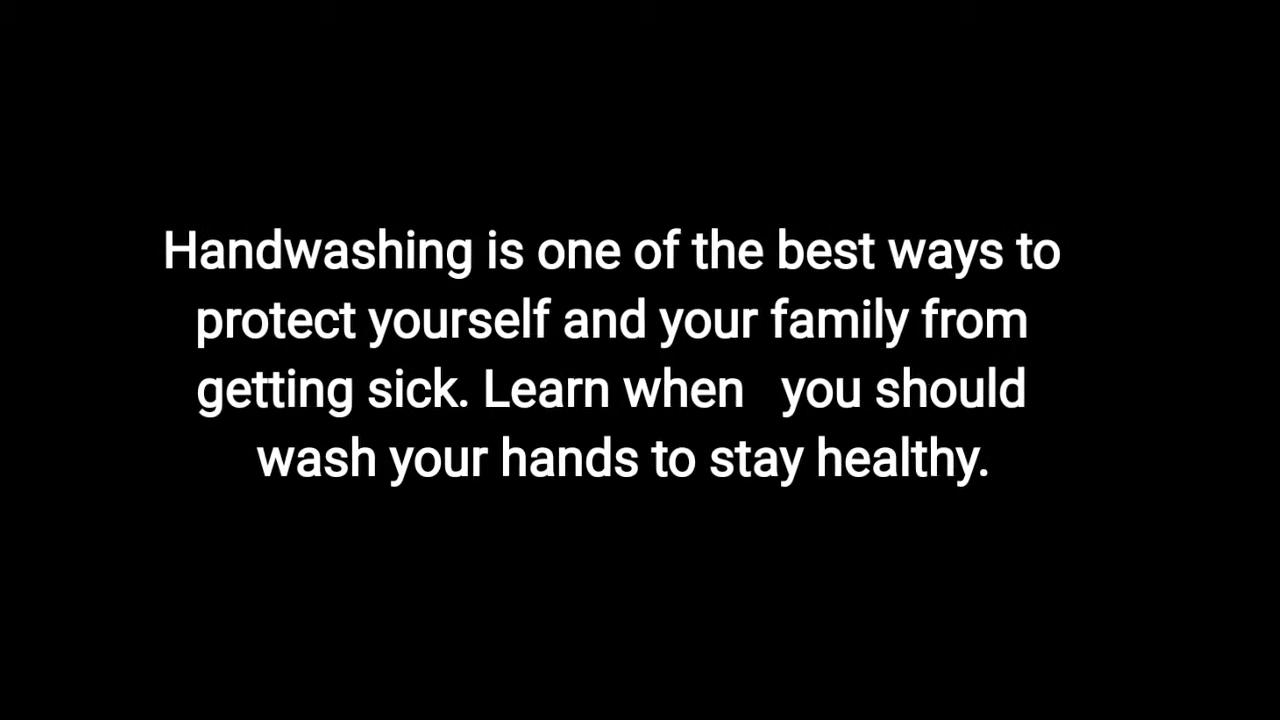 Handwashing is one of the best ways to
protect yourself and your family from
getting sick. Learn when   you should
wash your hands to stay healthy.